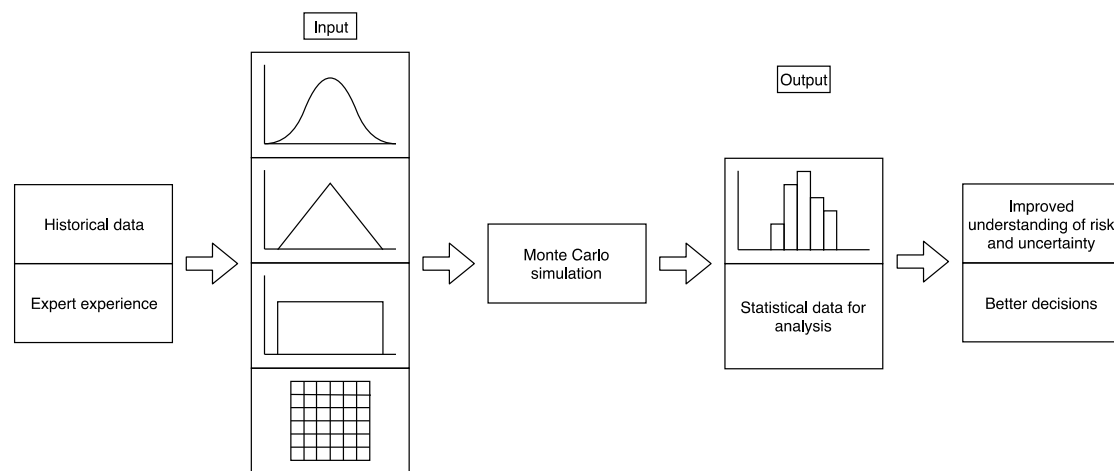 Input
Output
Historical data
Expert experience
Monte Carlo
simulation
Statistical data for
analysis
Improved
understanding of risk
and uncertainty
Better decisions